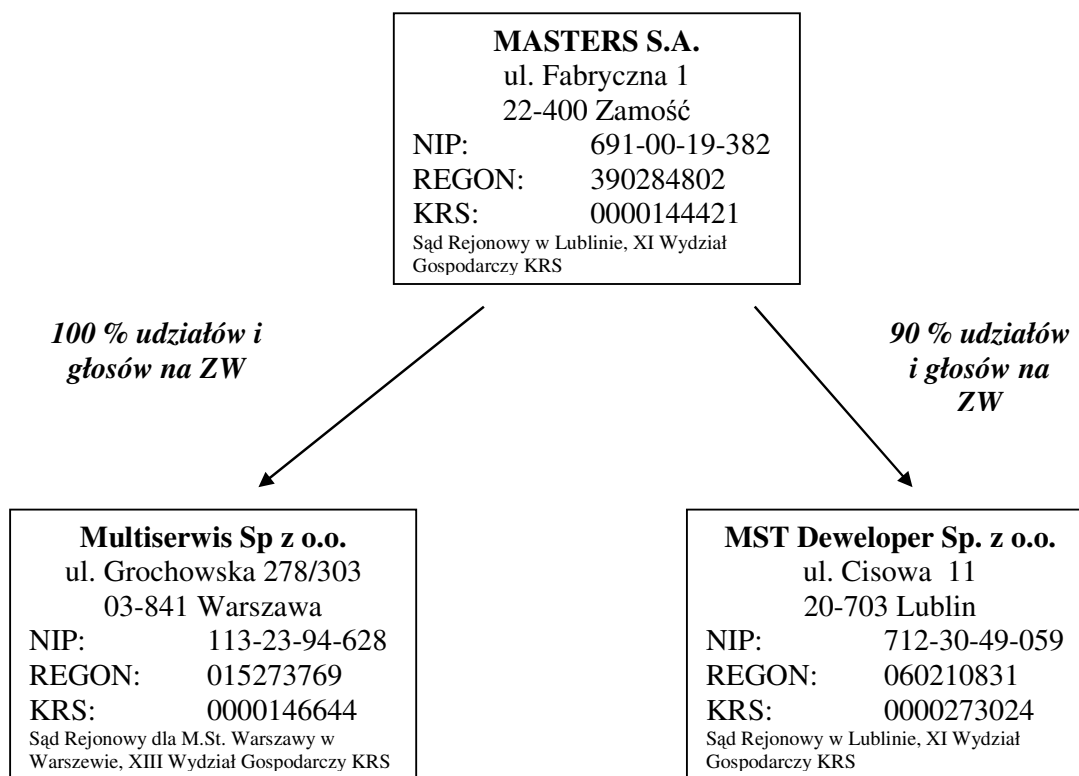 MASTERS S.A.
ul. Fabryczna 1
22-400 Zamość
NIP: 691-00-19-382
REGON: 390284802
KRS: 0000144421
Sąd Rejonowy w Lublinie, XI Wydział
Gospodarczy KRS
100 % udziałów i
głosów na ZW
90 % udziałów
i głosów na
ZW
Multiserwis Sp z o.o.
ul. Grochowska 278/303
03-841 Warszawa
NIP: 113-23-94-628
REGON: 015273769
KRS: 0000146644
Sąd Rejonowy dla M.St. Warszawy w
Warszewie, XIII Wydział Gospodarczy KRS
MST Deweloper Sp. z o.o.
ul. Cisowa 11
20-703 Lublin
NIP: 712-30-49-059
REGON: 060210831
KRS: 0000273024
Sąd Rejonowy w Lublinie, XI Wydział
Gospodarczy KRS